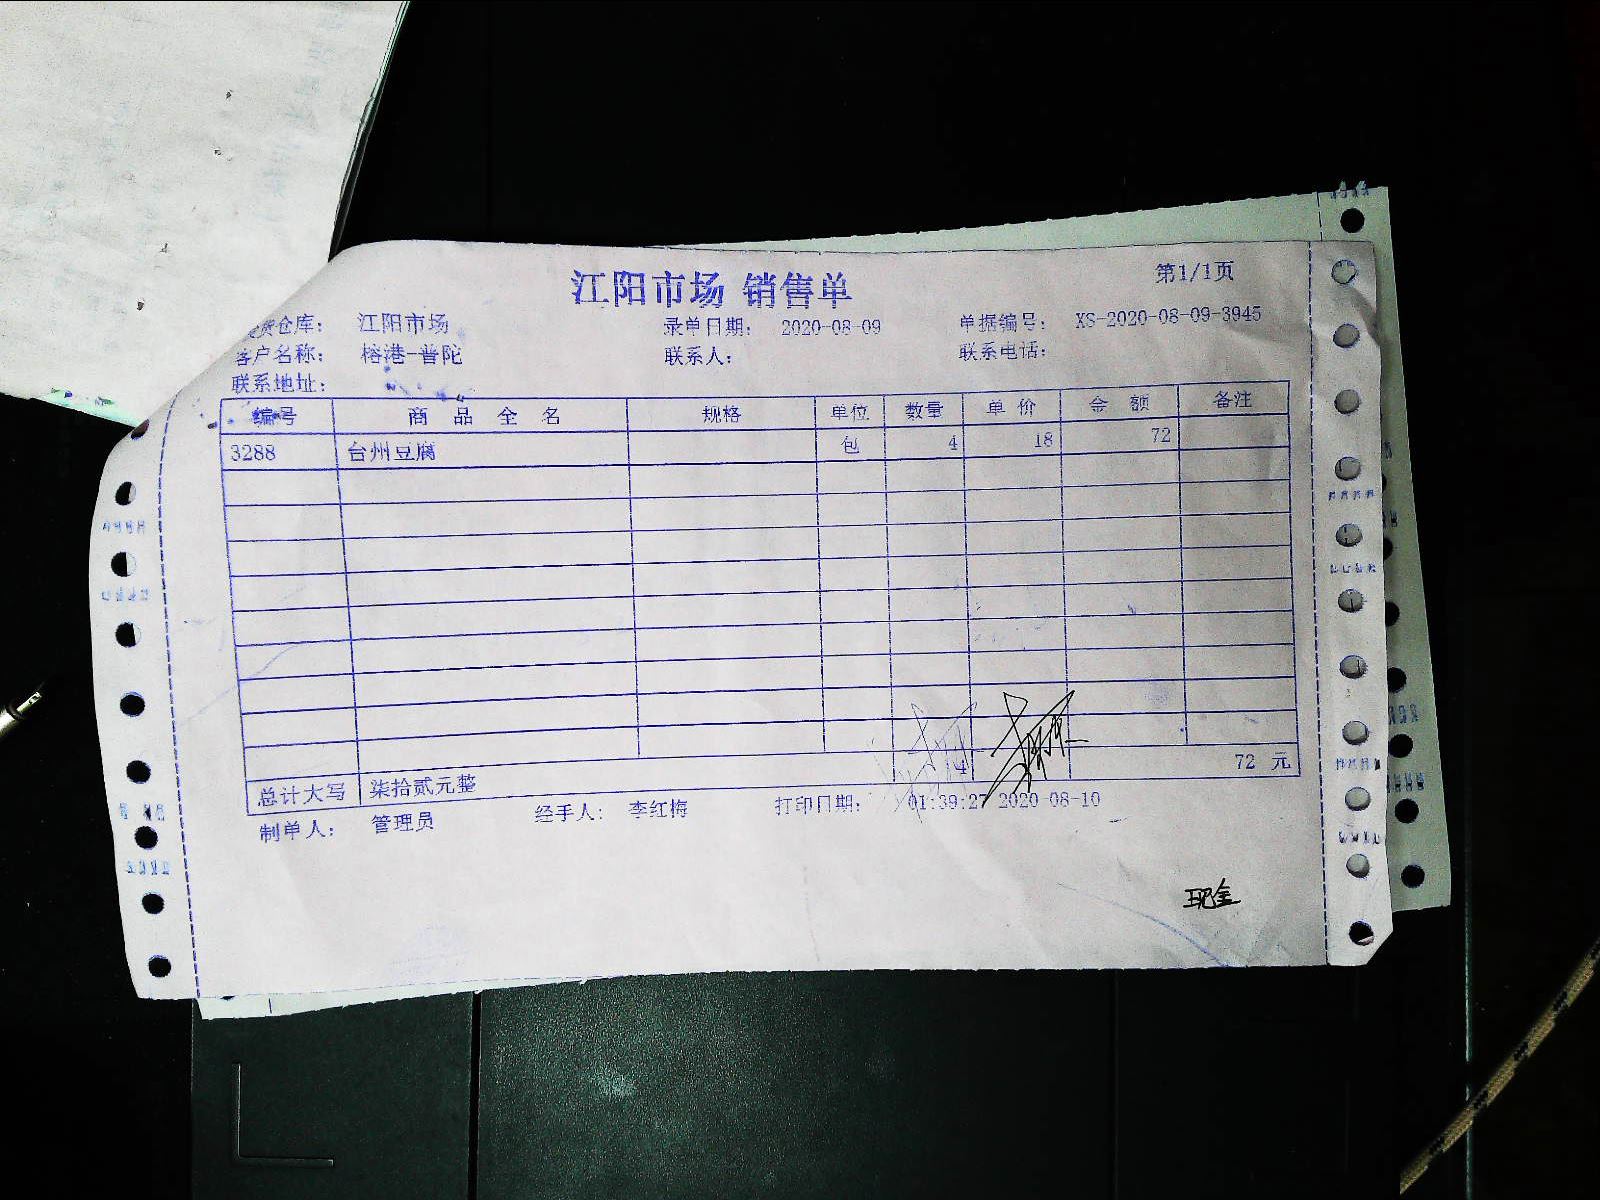 江阳市场 销售单
第1/1页
发货仓库： 江阳市场 录单日期： 2020-08-09 单据编号： XS-2020-08-09-3945
客户名称： 榕港-普陀 联系人： 联系电话：
联系地址：
编号 商 品 全 名 规格 单位 数量 单 价 金 额 备注
3288 台州豆腐 包 4 18 72
总计大写 柒拾贰元整 4 72 元
制单人： 管理员 经手人： 李红梅 打印日期： 01:39:27 2020-08-10
现金